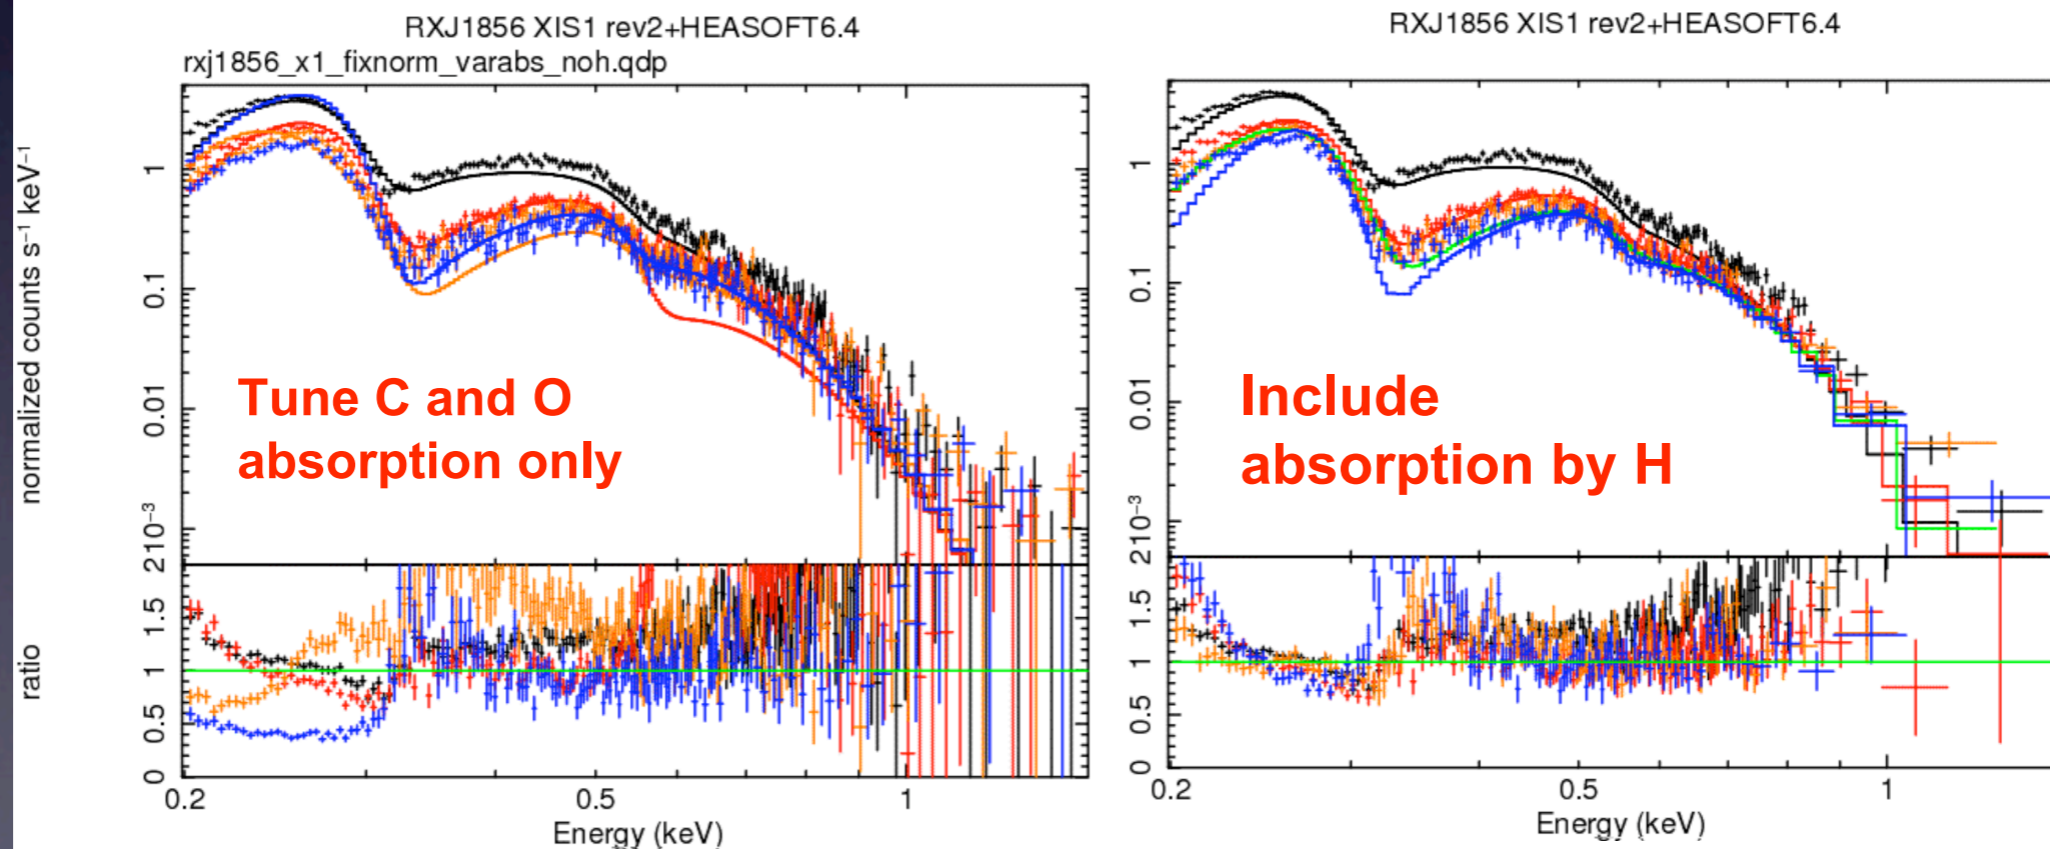 RXJ1856 XIS1 rev2+HEASOFT6.4
rxj1856_x1_fixnorm_varabs_noh.qdp
normalized counts s⁻¹ keV⁻¹
1
0.1
0.01
10⁻³
2
Tune C and O
absorption only
ratio
2
1.5
1
0.5
0
0.2
0.5
1
Energy (keV)
RXJ1856 XIS1 rev2+HEASOFT6.4
1
0.1
0.01
10⁻³
2
Include
absorption by H
1.5
1
0.5
0
0.2
0.5
1
Energy (keV)